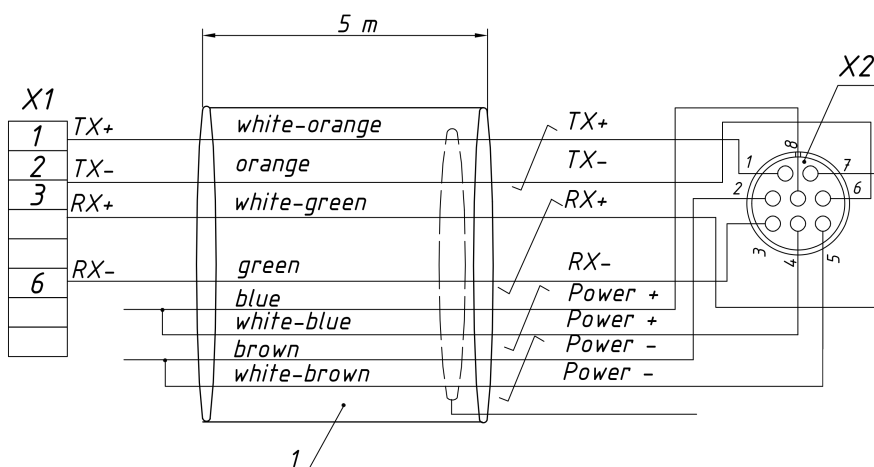 5 m
X1
X2
1 TX+ white-orange TX+
2 TX- orange TX-
3 RX+ white-green RX+
6 RX- green RX-
blue Power +
white-blue Power +
brown Power -
white-brown Power -
8
1 7
2 6
3 4 5
1